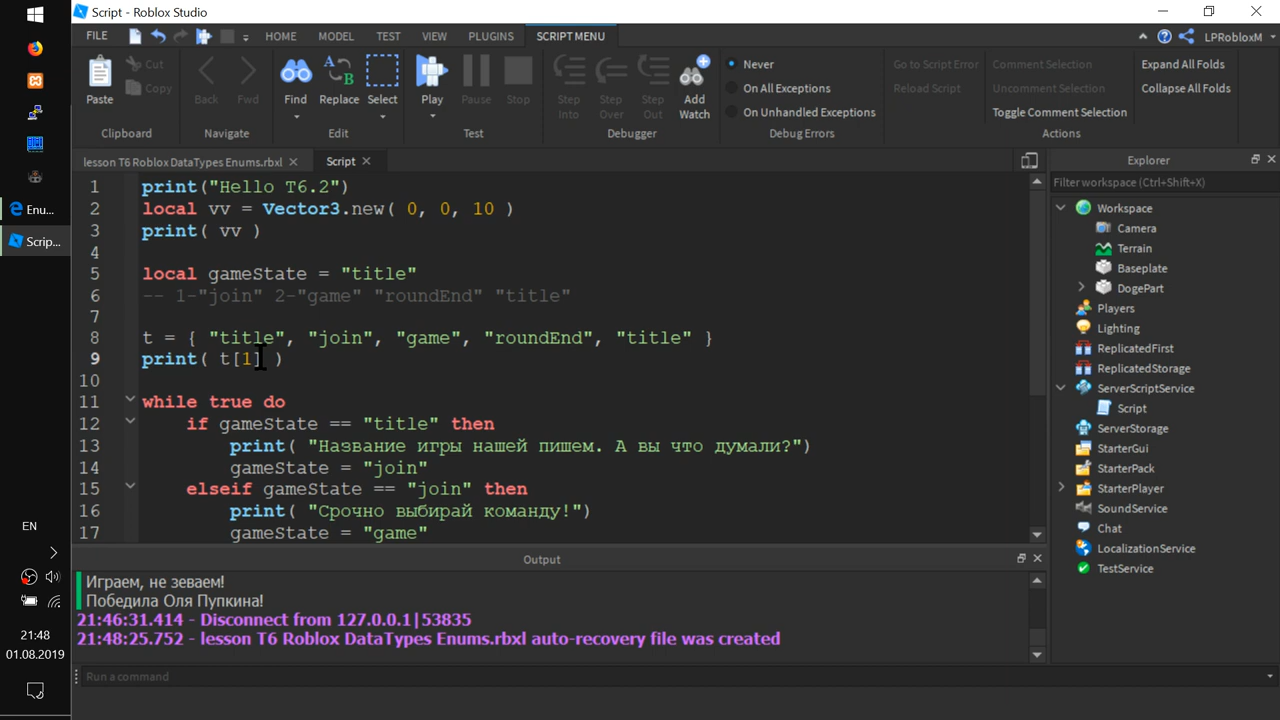 Script - Roblox Studio
FILE HOME MODEL TEST VIEW PLUGINS SCRIPT MENU LPRobloxM
Paste Cut Copy Back Fwd Find Replace Select Play Pause Stop Step Into Step Over Step Out Add Watch
Never
On All Exceptions
On Unhandled Exceptions
Go to Script Error
Reload Script
Comment Selection
Uncomment Selection
Toggle Comment Selection
Expand All Folds
Collapse All Folds
Clipboard Navigate Edit Test Debugger Debug Errors Actions
lesson T6 Roblox DataTypes Enums.rbxl Script
1 print("Hello T6.2")
2 local vv = Vector3.new( 0, 0, 10 )
3 print( vv )
4
5 local gameState = "title"
6 -- 1-"join" 2-"game" "roundEnd" "title"
7
8 t = { "title", "join", "game", "roundEnd", "title" }
9 print( t[1] )
10
11 while true do
12 if gameState == "title" then
13 print( "Название игры нашей пишем. А вы что думали?")
14 gameState = "join"
15 elseif gameState == "join" then
16 print( "Срочно выбирай команду!")
17 gameState = "game"
Output
Играем, не зеваем!
Победила Оля Пупкина!
21:46:31.414 - Disconnect from 127.0.0.1|53835
21:48:25.752 - lesson T6 Roblox DataTypes Enums.rbxl auto-recovery file was created
Run a command
Explorer
Filter workspace (Ctrl+Shift+X)
Workspace
Camera
Terrain
Baseplate
DogePart
Players
Lighting
ReplicatedFirst
ReplicatedStorage
ServerScriptService
Script
ServerStorage
StarterGui
StarterPack
StarterPlayer
SoundService
Chat
LocalizationService
TestService
Enu...
Scrip...
EN
21:48
01.08.2019